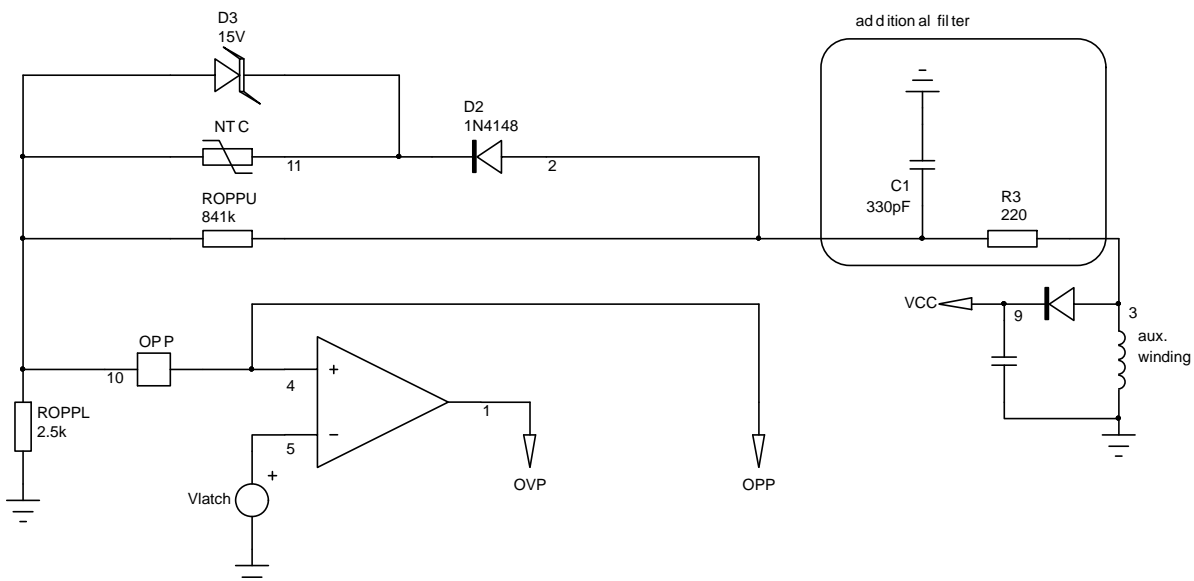 D3
15V
additional filter
NTC
11
D2
1N4148
2
C1
330pF
R3
220
ROPPU
841k
VCC
9
3
aux.
winding
OPP
10
4
+
1
ROPPL
2.5k
5
−
+
Vlatch
OVP
OPP